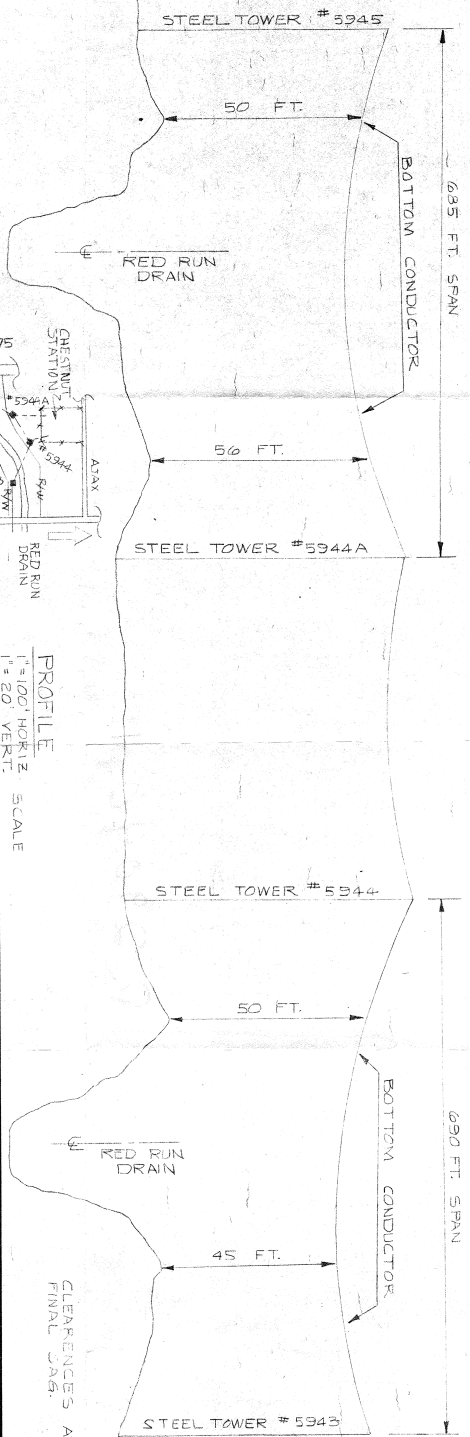 STEEL TOWER #5945
50 FT.
685 FT. SPAN
BOTTOM CONDUCTOR
℄
RED RUN
DRAIN
CHESTNUT
STATION
#5944A
#5944
AJAX
R/W
R/W
RED RUN
DRAIN
56 FT.
STEEL TOWER #5944A
PROFILE
1"=100' HORIZ
1"=20' VERT.
SCALE
STEEL TOWER #5944
50 FT.
690 FT. SPAN
BOTTOM CONDUCTOR
℄
RED RUN
DRAIN
45 FT.
CLEARENCES A
FINAL SAG.
STEEL TOWER #5943